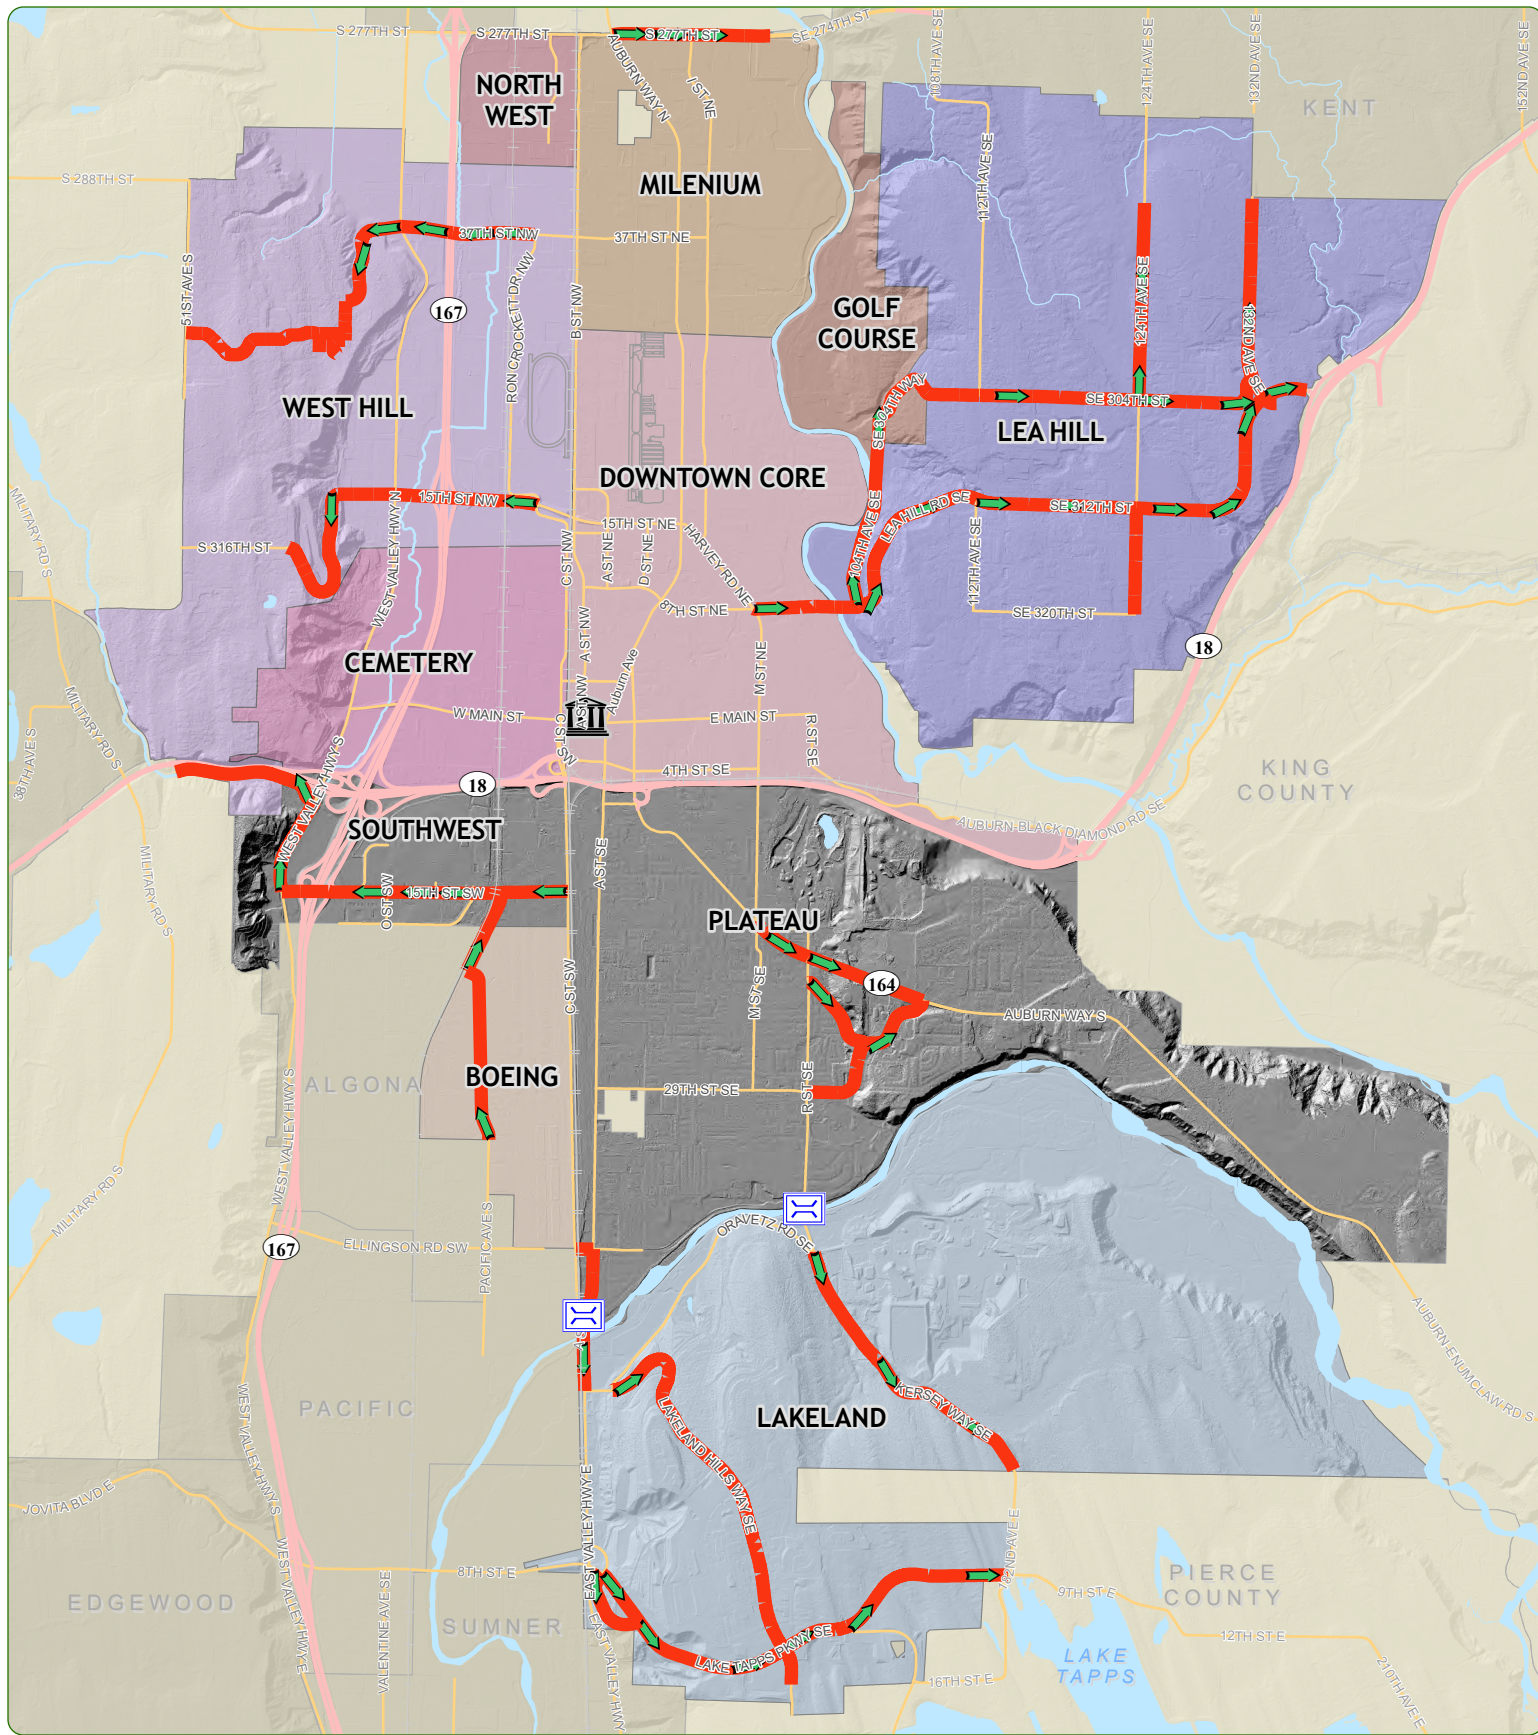 S 277TH ST
S 277TH ST
S 277TH ST
SE 274TH ST
108TH AVE SE
124TH AVE SE
132ND AVE SE
152ND AVE SE
NORTH
WEST
AUBURN WAY N
I ST NE
KENT
S 288TH ST
MILENIUM
112TH AVE SE
37TH ST NW
37TH ST NE
51ST AVE S
167
RON CROCKETT DR NW
B ST NW
GOLF
COURSE
124TH AVE SE
132ND AVE SE
WEST HILL
SE 304TH WAY
SE 304TH ST
LEA HILL
DOWNTOWN CORE
MILITARY RD S
15TH ST NW
WEST VALLEY HWY N
15TH ST NE
HARVEY RD NE
104TH AVE SE
LEA HILL RD SE
SE 312TH ST
S 316TH ST
C ST NW
A ST NE
D ST NE
112TH AVE SE
WEST VALLEY HWY N
8TH ST NE
SE 320TH ST
A ST NW
18
CEMETERY
M ST NE
Auburn Ave
A ST NW
MILITARY RD S
38TH AVE S
W MAIN ST
C ST SW
E MAIN ST
R ST SE
4TH ST SE
KING
COUNTY
WEST VALLEY HWY S
18
SOUTHWEST
AUBURN-BLACK DIAMOND RD SE
MILITARY RD S
A ST SE
O ST SW
15TH ST SW
PLATEAU
C ST SW
M ST SE
164
AUBURN WAY S
ALGONA
BOEING
29TH ST SE
R ST SE
WEST VALLEY HWY S
MILITARY RD S
ORAVETZ RD SE
167
ELLINGSON RD SW
PACIFIC AVE S
AUBURN-ENUMCLAW RD S
PACIFIC
WEST VALLEY HWY S
LAKELAND
KERSEY WAY SE
LAKELAND HILLS WAY SE
JOVITA BLVD E
EAST VALLEY HWY E
182ND AVE E
8TH ST E
WEST VALLEY HWY E
VALENTINE AVE SE
PIERCE
COUNTY
9TH ST E
EDGEWOOD
SUMNER
EAST VALLEY HWY
LAKE TAPPS PKWY SE
12TH ST E
LAKE
TAPPS
16TH ST E
210TH AVE E